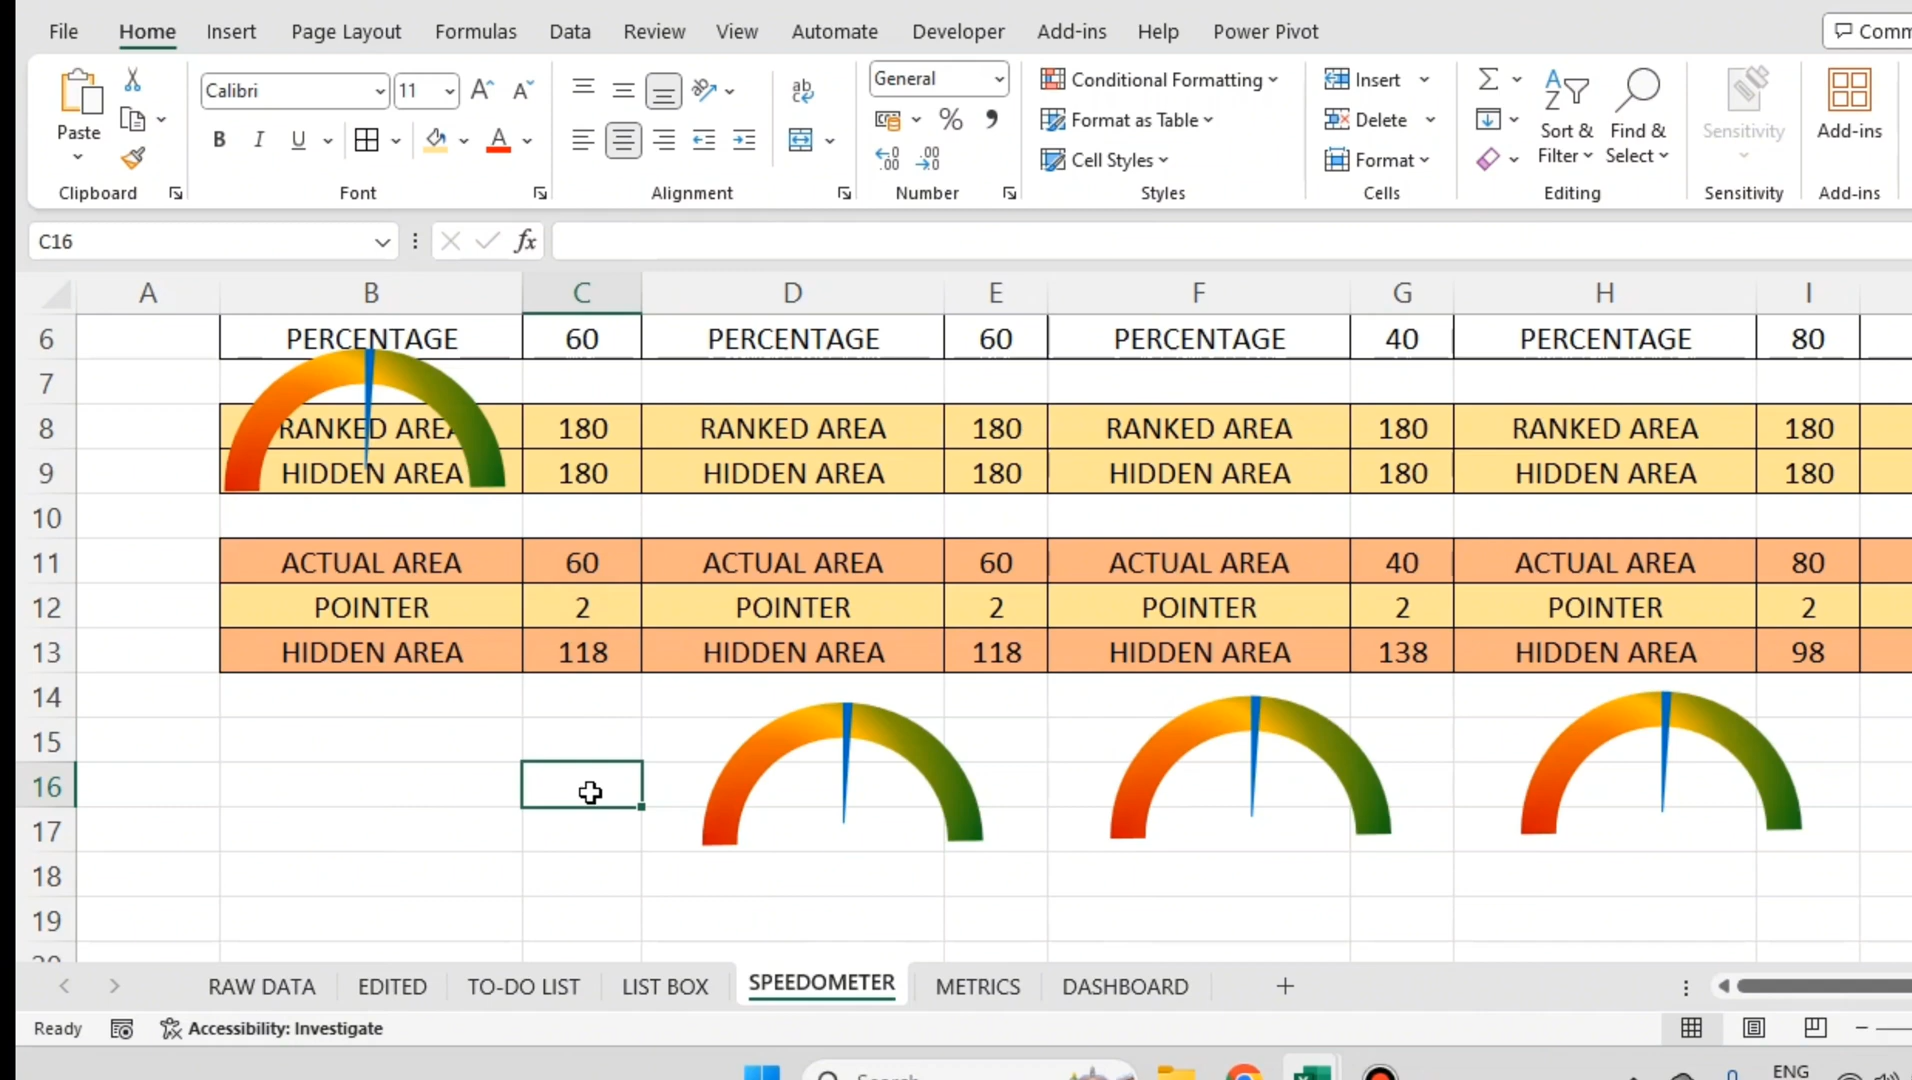 File Home Insert Page Layout Formulas Data Review View Automate Developer Add-ins Help Power Pivot Comm
Paste
Calibri 11
B I U A
General
Conditional Formatting
Format as Table
Cell Styles
Insert
Delete
Format
Sort & Filter
Find & Select
Sensitivity
Add-ins
Clipboard Font Alignment Number Styles Cells Editing Sensitivity Add-ins
C16 fx
A B C D E F G H I
6 PERCENTAGE 60 PERCENTAGE 60 PERCENTAGE 40 PERCENTAGE 80
7
8 RANKED AREA 180 RANKED AREA 180 RANKED AREA 180 RANKED AREA 180
9 HIDDEN AREA 180 HIDDEN AREA 180 HIDDEN AREA 180 HIDDEN AREA 180
10
11 ACTUAL AREA 60 ACTUAL AREA 60 ACTUAL AREA 40 ACTUAL AREA 80
12 POINTER 2 POINTER 2 POINTER 2 POINTER 2
13 HIDDEN AREA 118 HIDDEN AREA 118 HIDDEN AREA 138 HIDDEN AREA 98
14
15
16
17
18
19
RAW DATA EDITED TO-DO LIST LIST BOX SPEEDOMETER METRICS DASHBOARD
Ready Accessibility: Investigate
ENG